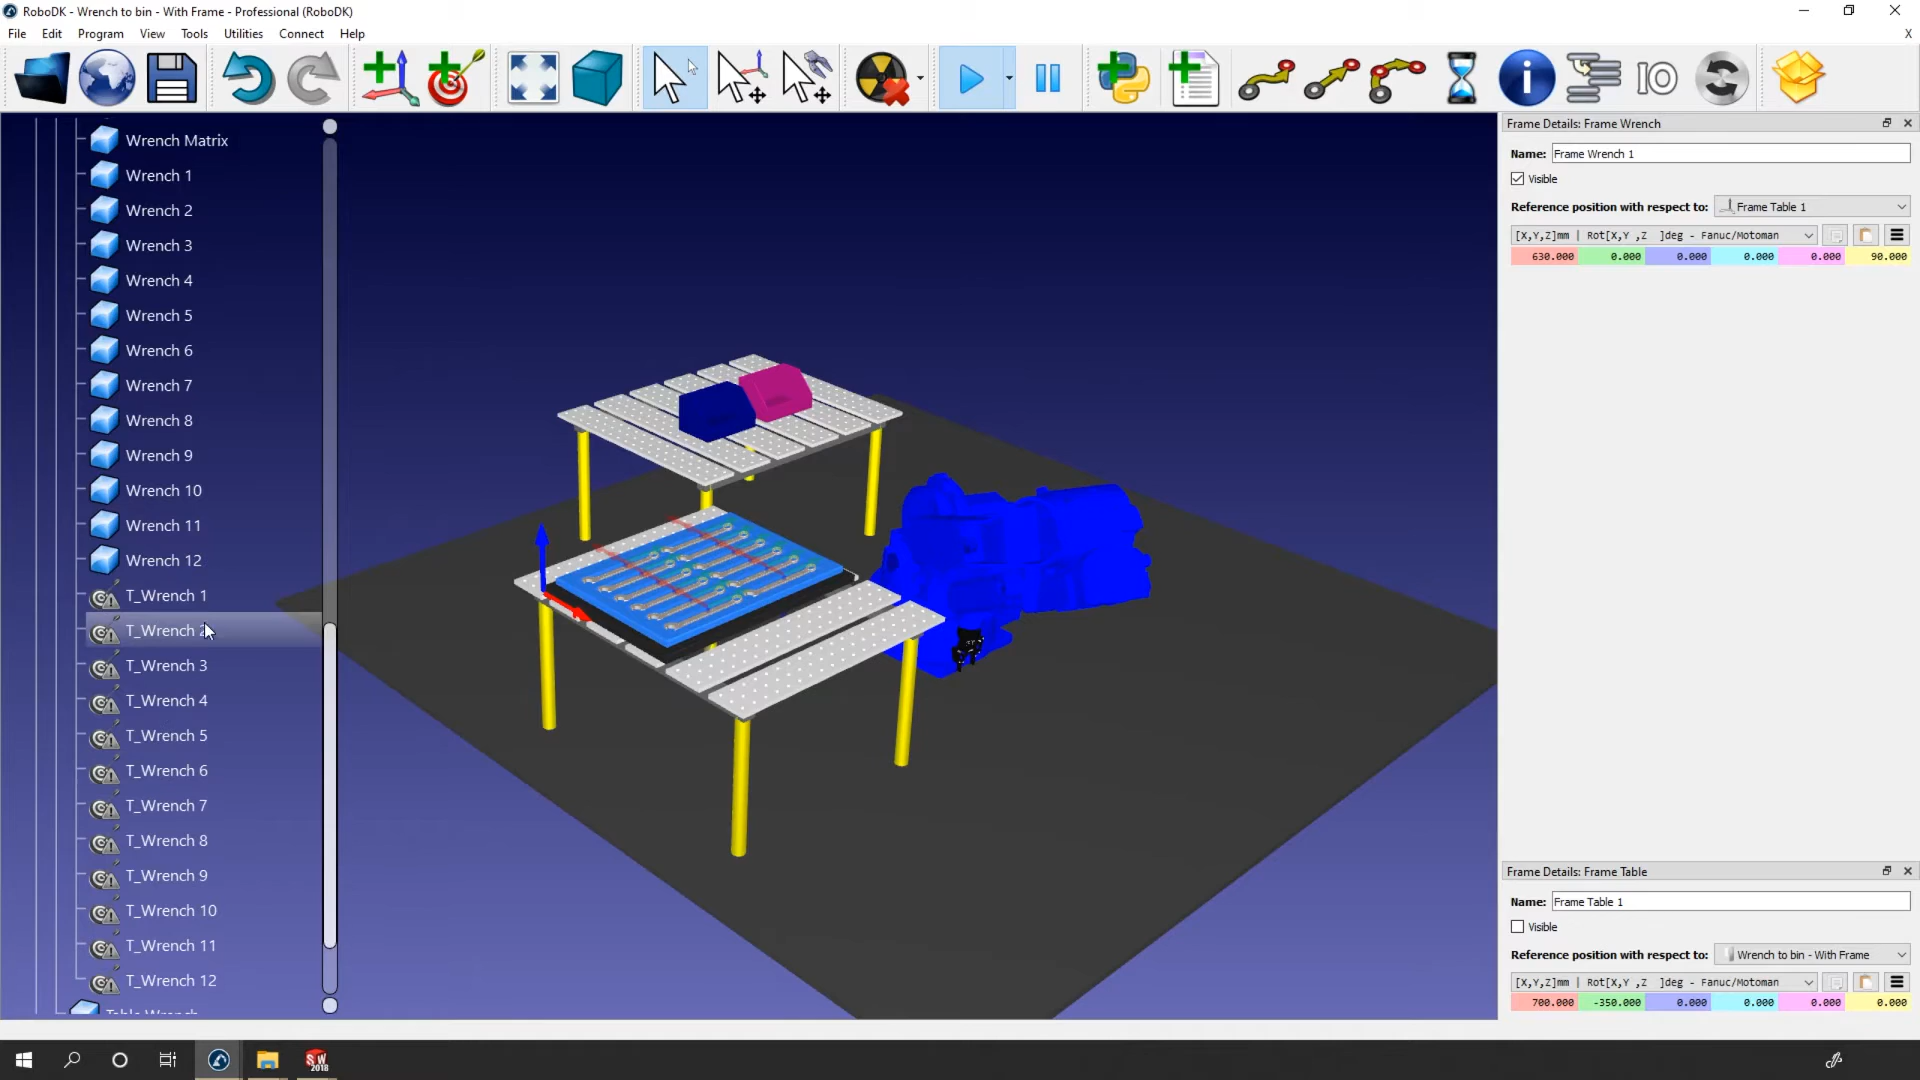 RoboDK - Wrench to bin - With Frame - Professional (RoboDK)
File Edit Program View Tools Utilities Connect Help X
IO
Wrench Matrix
Wrench 1
Wrench 2
Wrench 3
Wrench 4
Wrench 5
Wrench 6
Wrench 7
Wrench 8
Wrench 9
Wrench 10
Wrench 11
Wrench 12
T_Wrench 1
T_Wrench 2
T_Wrench 3
T_Wrench 4
T_Wrench 5
T_Wrench 6
T_Wrench 7
T_Wrench 8
T_Wrench 9
T_Wrench 10
T_Wrench 11
T_Wrench 12
Table Wrench
Frame Details: Frame Wrench
Name: Frame Wrench 1
Visible
Reference position with respect to: Frame Table 1
[X,Y,Z]mm | Rot[X,Y ,Z ]deg - Fanuc/Motoman
630.000 0.000 0.000 0.000 0.000 90.000
Frame Details: Frame Table
Name: Frame Table 1
Visible
Reference position with respect to: Wrench to bin - With Frame
[X,Y,Z]mm | Rot[X,Y ,Z ]deg - Fanuc/Motoman
700.000 -350.000 0.000 0.000 0.000 0.000
SW
2018